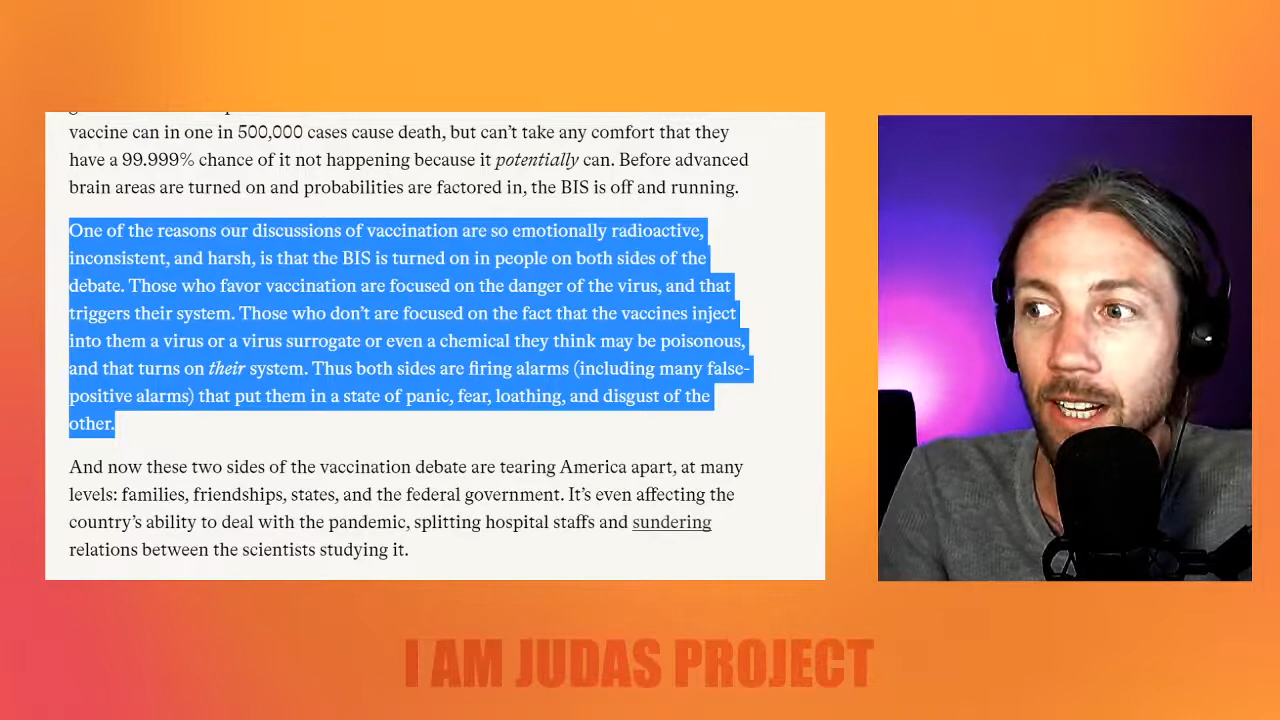 vaccine can in one in 500,000 cases cause death, but can’t take any comfort that they
have a 99.999% chance of it not happening because it potentially can. Before advanced
brain areas are turned on and probabilities are factored in, the BIS is off and running.
One of the reasons our discussions of vaccination are so emotionally radioactive,
inconsistent, and harsh, is that the BIS is turned on in people on both sides of the
debate. Those who favor vaccination are focused on the danger of the virus, and that
triggers their system. Those who don’t are focused on the fact that the vaccines inject
into them a virus or a virus surrogate or even a chemical they think may be poisonous,
and that turns on their system. Thus both sides are firing alarms (including many false-
positive alarms) that put them in a state of panic, fear, loathing, and disgust of the
other.
And now these two sides of the vaccination debate are tearing America apart, at many
levels: families, friendships, states, and the federal government. It’s even affecting the
country’s ability to deal with the pandemic, splitting hospital staffs and sundering
relations between the scientists studying it.
I AM JUDAS PROJECT